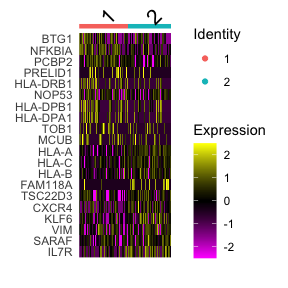 1 2
BTG1
NFKBIA
PCBP2
PRELID1
HLA-DRB1
NOP53
HLA-DPB1
HLA-DPA1
TOB1
MCUB
HLA-A
HLA-C
HLA-B
FAM118A
TSC22D3
CXCR4
KLF6
VIM
SARAF
IL7R
Identity
1
2
Expression
2
1
0
-1
-2